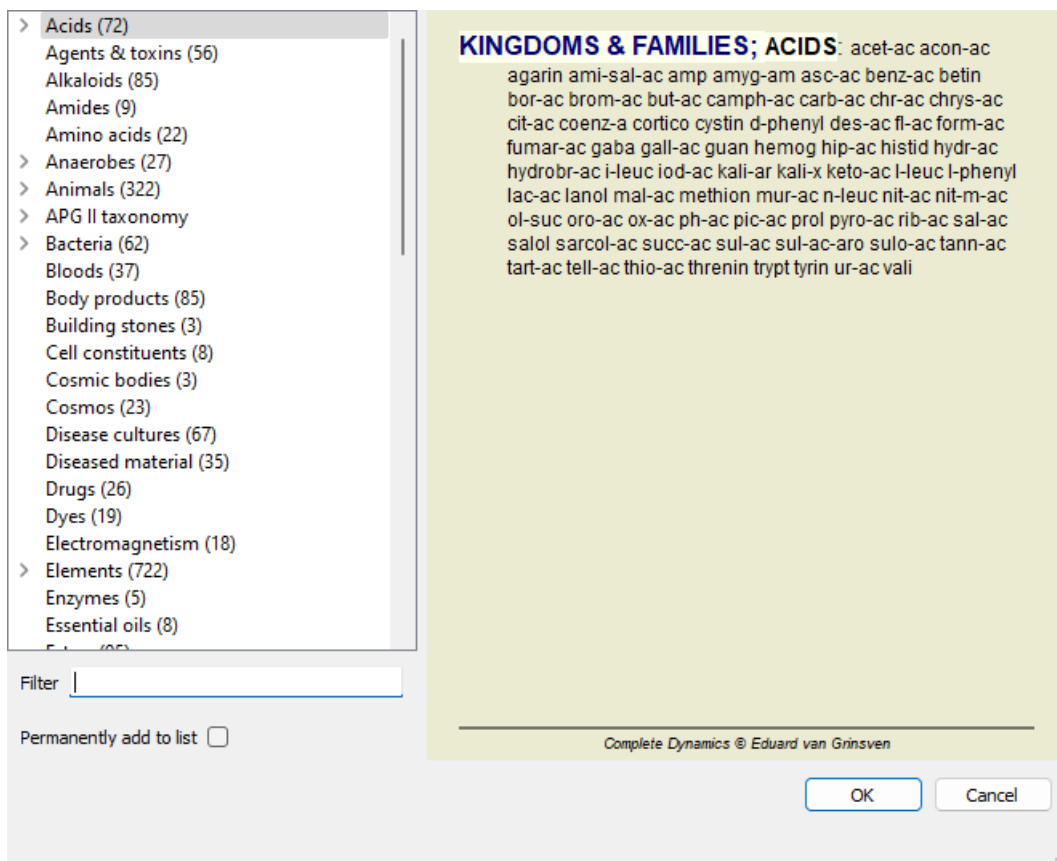 Acids (72)
Agents & toxins (56)
Alkaloids (85)
Amides (9)
Amino acids (22)
Anaerobes (27)
Animals (322)
APG II taxonomy
Bacteria (62)
Bloods (37)
Body products (85)
Building stones (3)
Cell constituents (8)
Cosmic bodies (3)
Cosmos (23)
Disease cultures (67)
Diseased material (35)
Drugs (26)
Dyes (19)
Electromagnetism (18)
Elements (722)
Enzymes (5)
Essential oils (8)
Filter
Permanently add to list
KINGDOMS & FAMILIES; ACIDS: acet-ac acon-ac
agarin ami-sal-ac amp amyg-am asc-ac benz-ac betin
bor-ac brom-ac but-ac camph-ac carb-ac chr-ac chrys-ac
cit-ac coenz-a cortico cystin d-phenyl des-ac fl-ac form-ac
fumar-ac gaba gall-ac guan hemog hip-ac histid hydr-ac
hydrobr-ac i-leuc iod-ac kali-ar kali-x keto-ac l-leuc l-phenyl
lac-ac lanol mal-ac methion mur-ac n-leuc nit-ac nit-m-ac
ol-suc oro-ac ox-ac ph-ac pic-ac prol pyro-ac rib-ac sal-ac
salol sarcol-ac succ-ac sul-ac sul-ac-aro sulo-ac tann-ac
tart-ac tell-ac thio-ac threnin trypt tyrin ur-ac vali
Complete Dynamics © Eduard van Grinsven
OK
Cancel